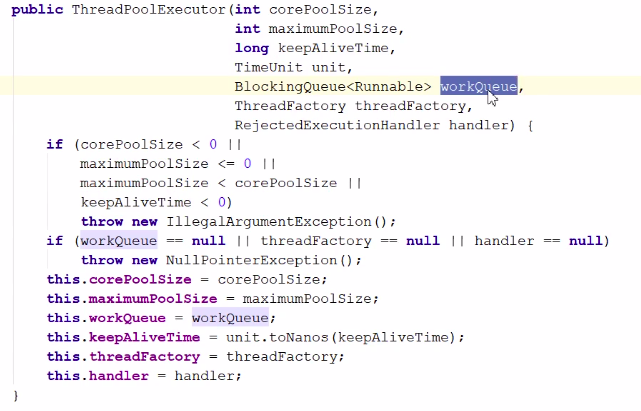 public ThreadPoolExecutor(int corePoolSize,
int maximumPoolSize,
long keepAliveTime,
TimeUnit unit,
BlockingQueue<Runnable> workQueue,
ThreadFactory threadFactory,
RejectedExecutionHandler handler) {
if (corePoolSize < 0 ||
maximumPoolSize <= 0 ||
maximumPoolSize < corePoolSize ||
keepAliveTime < 0)
throw new IllegalArgumentException();
if (workQueue == null || threadFactory == null || handler == null)
throw new NullPointerException();
this.corePoolSize = corePoolSize;
this.maximumPoolSize = maximumPoolSize;
this.workQueue = workQueue;
this.keepAliveTime = unit.toNanos(keepAliveTime);
this.threadFactory = threadFactory;
this.handler = handler;
}